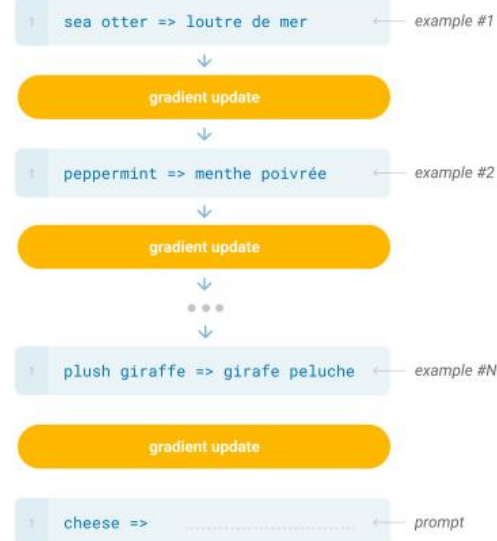 1 sea otter => loutre de mer example #1
gradient update
1 peppermint => menthe poivrée example #2
gradient update
1 plush giraffe => girafe peluche example #N
gradient update
1 cheese => prompt